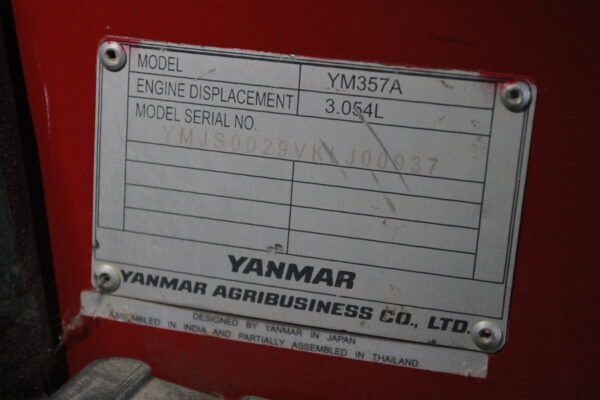 MODEL YM357A
ENGINE DISPLACEMENT 3.054L
MODEL SERIAL NO.
YMJS0029VKLJ00037
YANMAR
YANMAR AGRIBUSINESS CO., LTD.
DESIGNED BY YANMAR IN JAPAN
ASSEMBLED IN INDIA AND PARTIALLY ASSEMBLED IN THAILAND